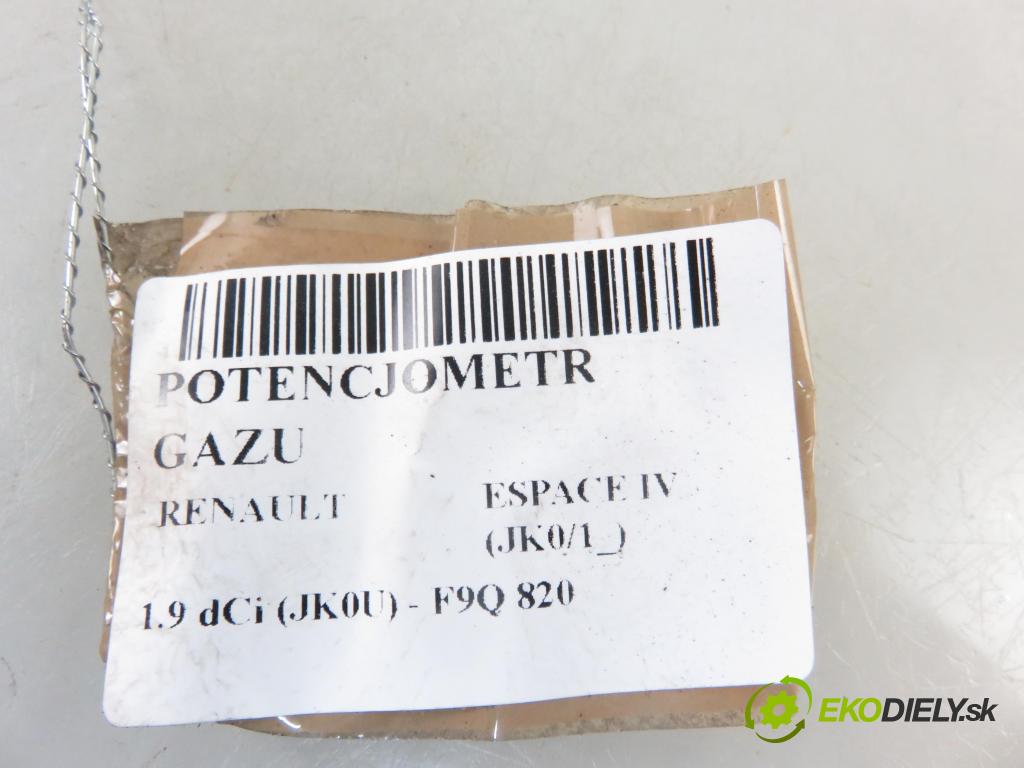 POTENCJOMETR
GAZU
RENAULT ESPACE IV
(JK0/1_)
1.9 dCi (JK0U) - F9Q 820
EKODIELY.sk